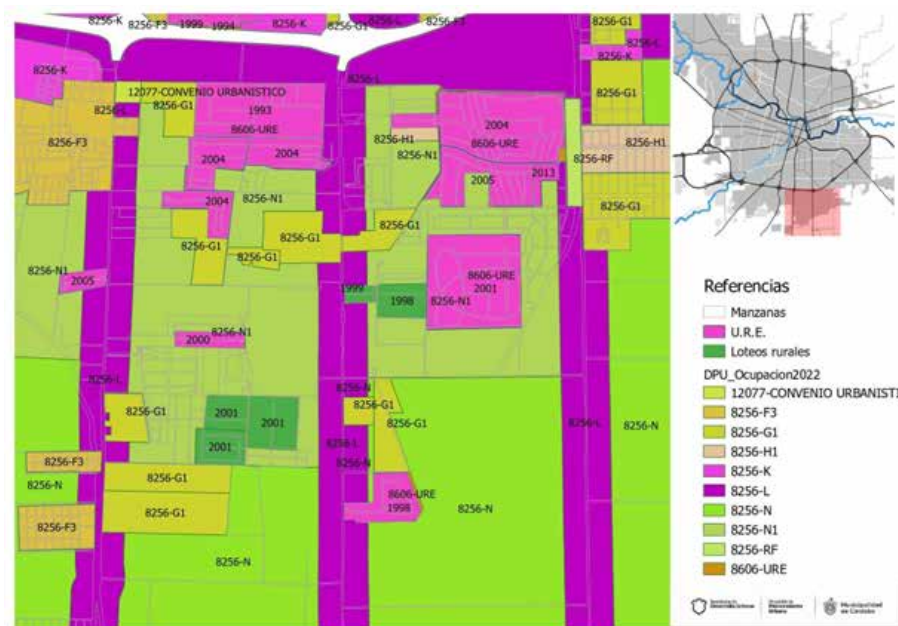 8256-K
8256-F3
1999
1994
8256-K
8256-G1
8256-L
8256-F3
8256-G1
8256-L
8256-K
8256-K
8256-L
8256-L
12077-CONVENIO URBANISTICO
8256-G1
8256-G1
1993
8606-URE
8256-F3
2004
2004
8256-H1
8256-N1
2004
8606-URE
8256-RF
8256-H1
2005
2013
2004
8256-N1
8256-G1
8256-G1
8256-G1
8256-G1
8256-G1
8256-N1
2005
8606-URE
2001
1999
1998
8256-N1
8256-N1
2000
8256-L
8256-N
8256-G1
8256-G1
8256-G1
2001
2001
2001
8256-L
8256-L
8256-N
8256-N
8256-F3
8256-N
8256-G1
8606-URE
1998
8256-G1
8256-F3
8256-N
8256-N
Referencias
Manzanas
U.R.E.
Loteos rurales
DPU_Ocupacion2022
12077-CONVENIO URBANISTI
8256-F3
8256-G1
8256-H1
8256-K
8256-L
8256-N
8256-N1
8256-RF
8606-URE
Municipalidad
de Córdoba